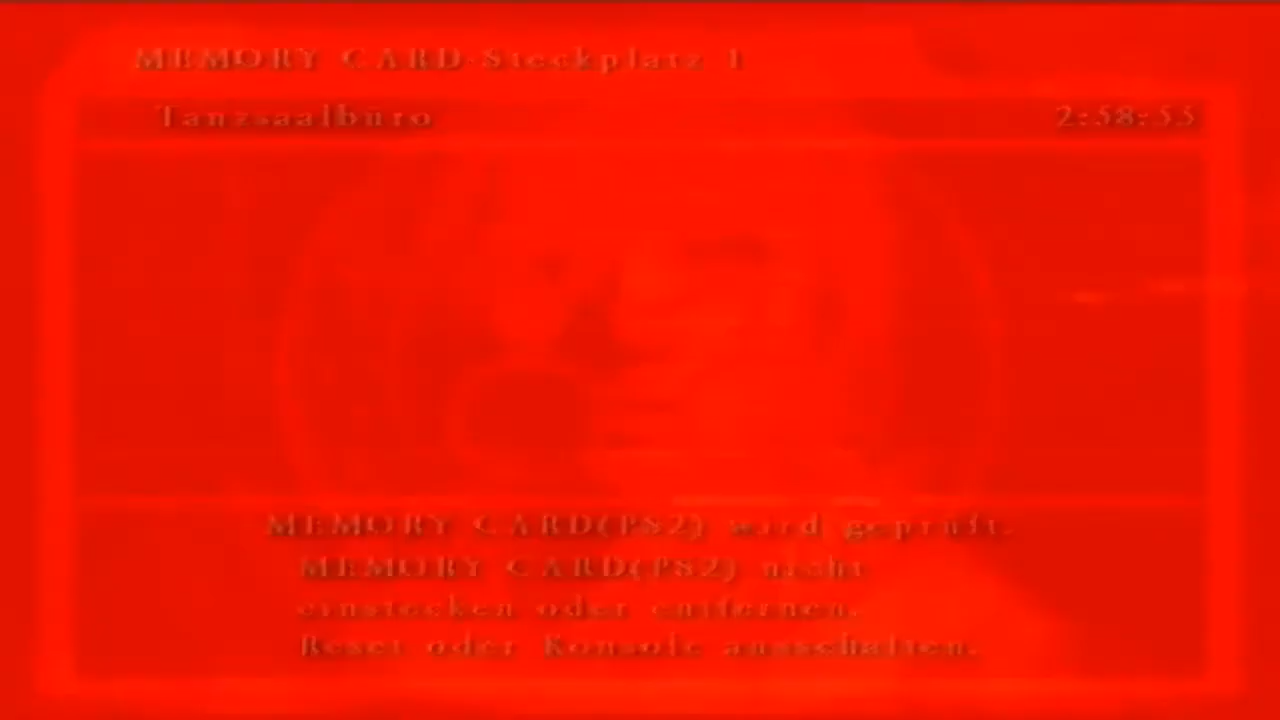 MEMORY CARD-Steckplatz 1
Tanzsaalbüro 2:58:55
MEMORY CARD(PS2) wird geprüft.
MEMORY CARD(PS2) nicht
einstecken oder entfernen.
Reset oder Konsole ausschalten.